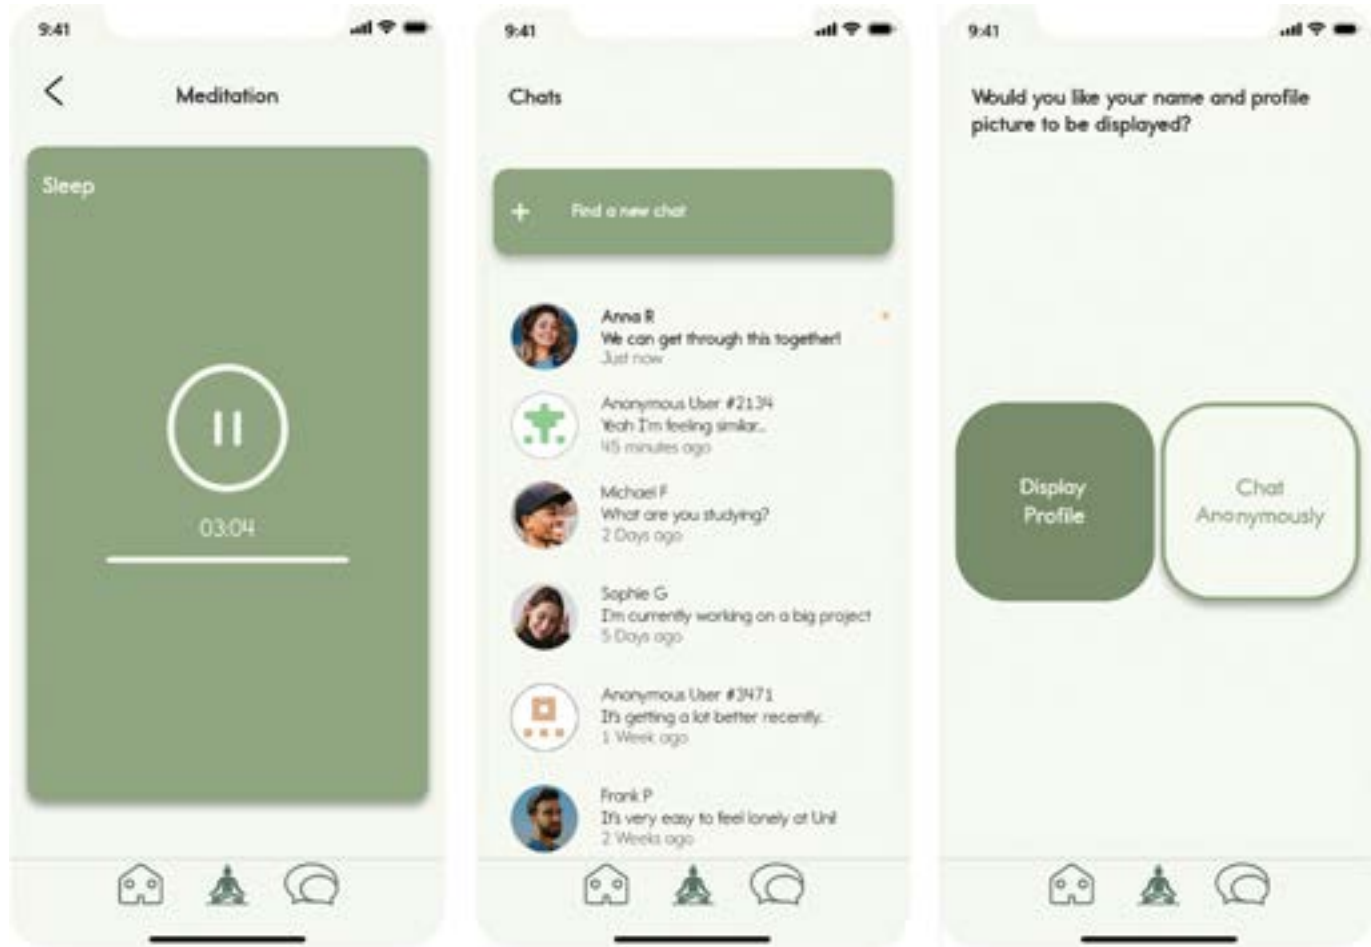 9:41
Meditation
Sleep
03:04
9:41
Chats
+ Find a new chat
Anna R
We can get through this together!
Just now
Anonymous User #2134
Yeah I'm feeling similar...
45 minutes ago
Michael F
What are you studying?
2 Days ago
Sophie G
I'm currently working on a big project
5 Days ago
Anonymous User #3471
It's getting a lot better recently.
1 Week ago
Frank P
It's very easy to feel lonely at Uni!
2 Weeks ago
9:41
Would you like your name and profile
picture to be displayed?
Display
Profile
Chat
Anonymously